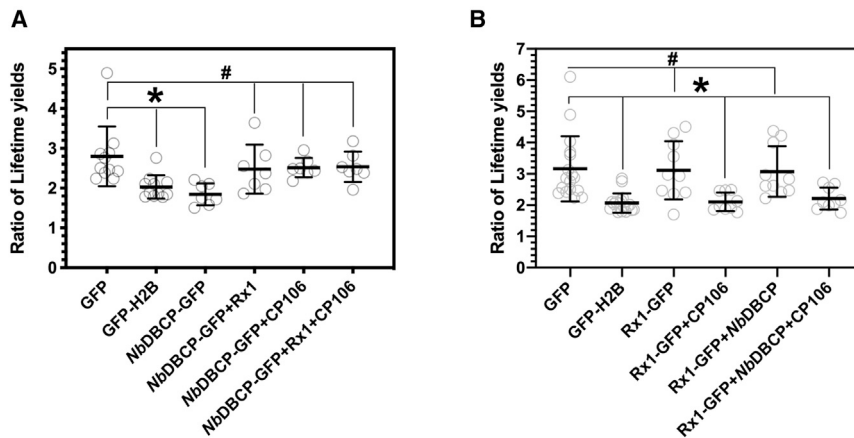 A
Ratio of Lifetime yields
5
4
3
2
1
0
#
*
GFP
GFP-H2B
NbDBCP-GFP
NbDBCP-GFP+Rx1
NbDBCP-GFP+CP106
NbDBCP-GFP+Rx1+CP106
B
Ratio of Lifetime yields
7
6
5
4
3
2
1
0
#
*
GFP
GFP-H2B
Rx1-GFP
Rx1-GFP+CP106
Rx1-GFP+NbDBCP
Rx1-GFP+NbDBCP+CP106